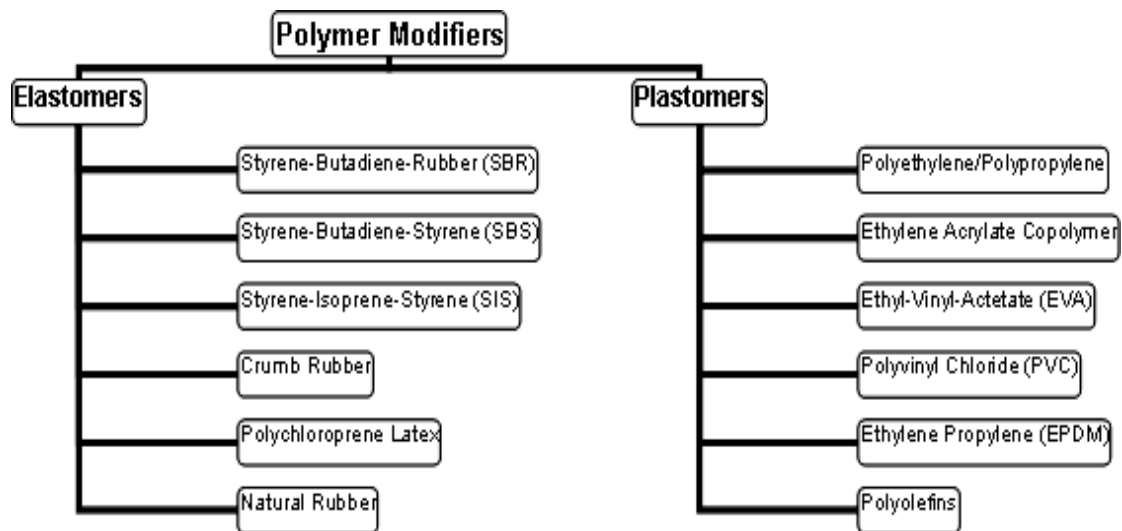 Polymer Modifiers
Elastomers
Styrene-Butadiene-Rubber (SBR)
Styrene-Butadiene-Styrene (SBS)
Styrene-Isoprene-Styrene (SIS)
Crumb Rubber
Polychloroprene Latex
Natural Rubber
Plastomers
Polyethylene/Polypropylene
Ethylene Acrylate Copolymer
Ethyl-Vinyl-Actetate (EVA)
Polyvinyl Chloride (PVC)
Ethylene Propylene (EPDM)
Polyolefins